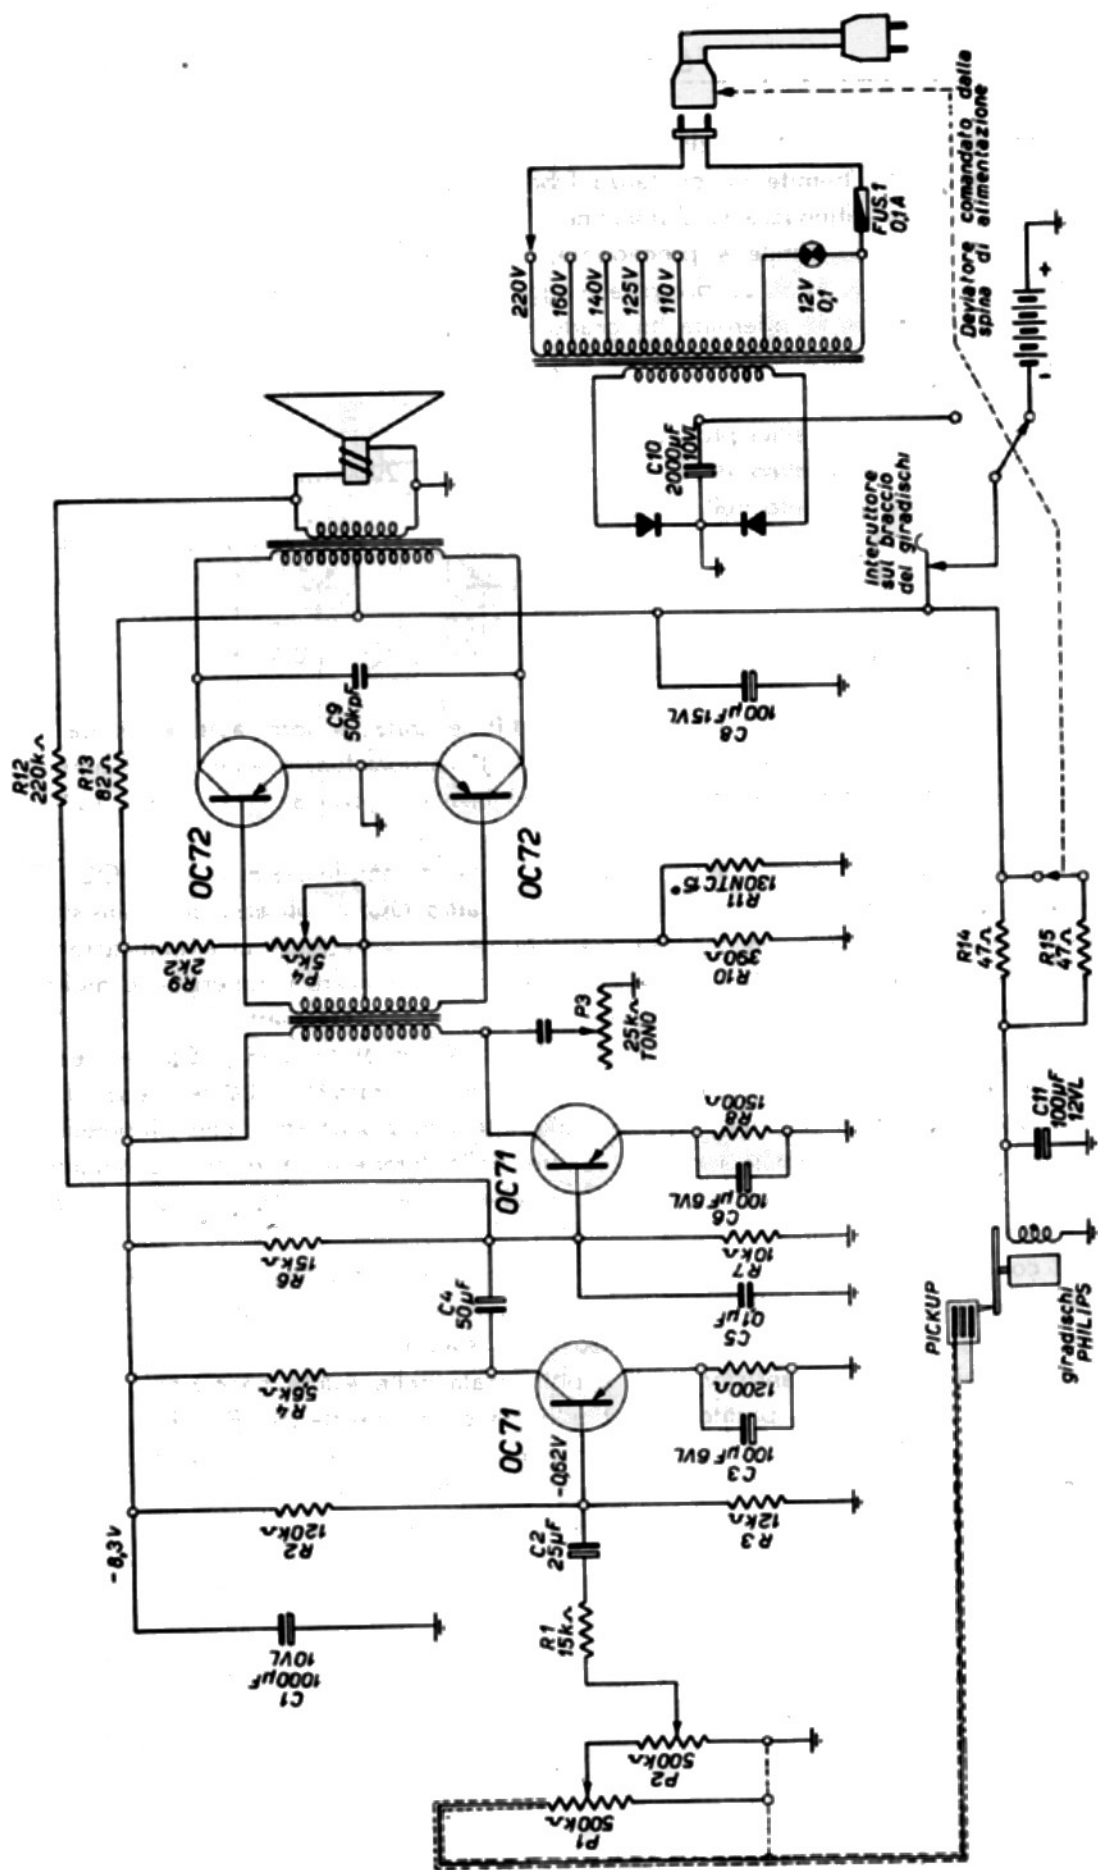 220V
160V
140V
125V
110V
12V
0,1
FUS.1
0,1A
Deviatore comandato dalla
spina di alimentazione
+
-
C10
2000µF
10VL
Interuttore
sul braccio
del giradischi
R12
220kΩ
R13
82Ω
C9
50kpF
OC72
OC72
C8
100µF 15VL
R9
2k2
P4
5kΩ
R11
130NTC 15°
R10
390Ω
P3
25kΩ
TONO
R14
47Ω
R15
47Ω
C11
100µF
12VL
OC71
R8
1500Ω
C6
100µF 6VL
R7
10kΩ
C5
0,1µF
R6
15kΩ
C4
50µF
R4
5,6kΩ
OC71
-0,62V
1200Ω
C3
100µF 6VL
PICKUP
giradischi
PHILIPS
-8,3V
R2
120kΩ
R3
12kΩ
C2
25µF
R1
15kΩ
C1
1000µF
10VL
P2
500kΩ
P1
500kΩ